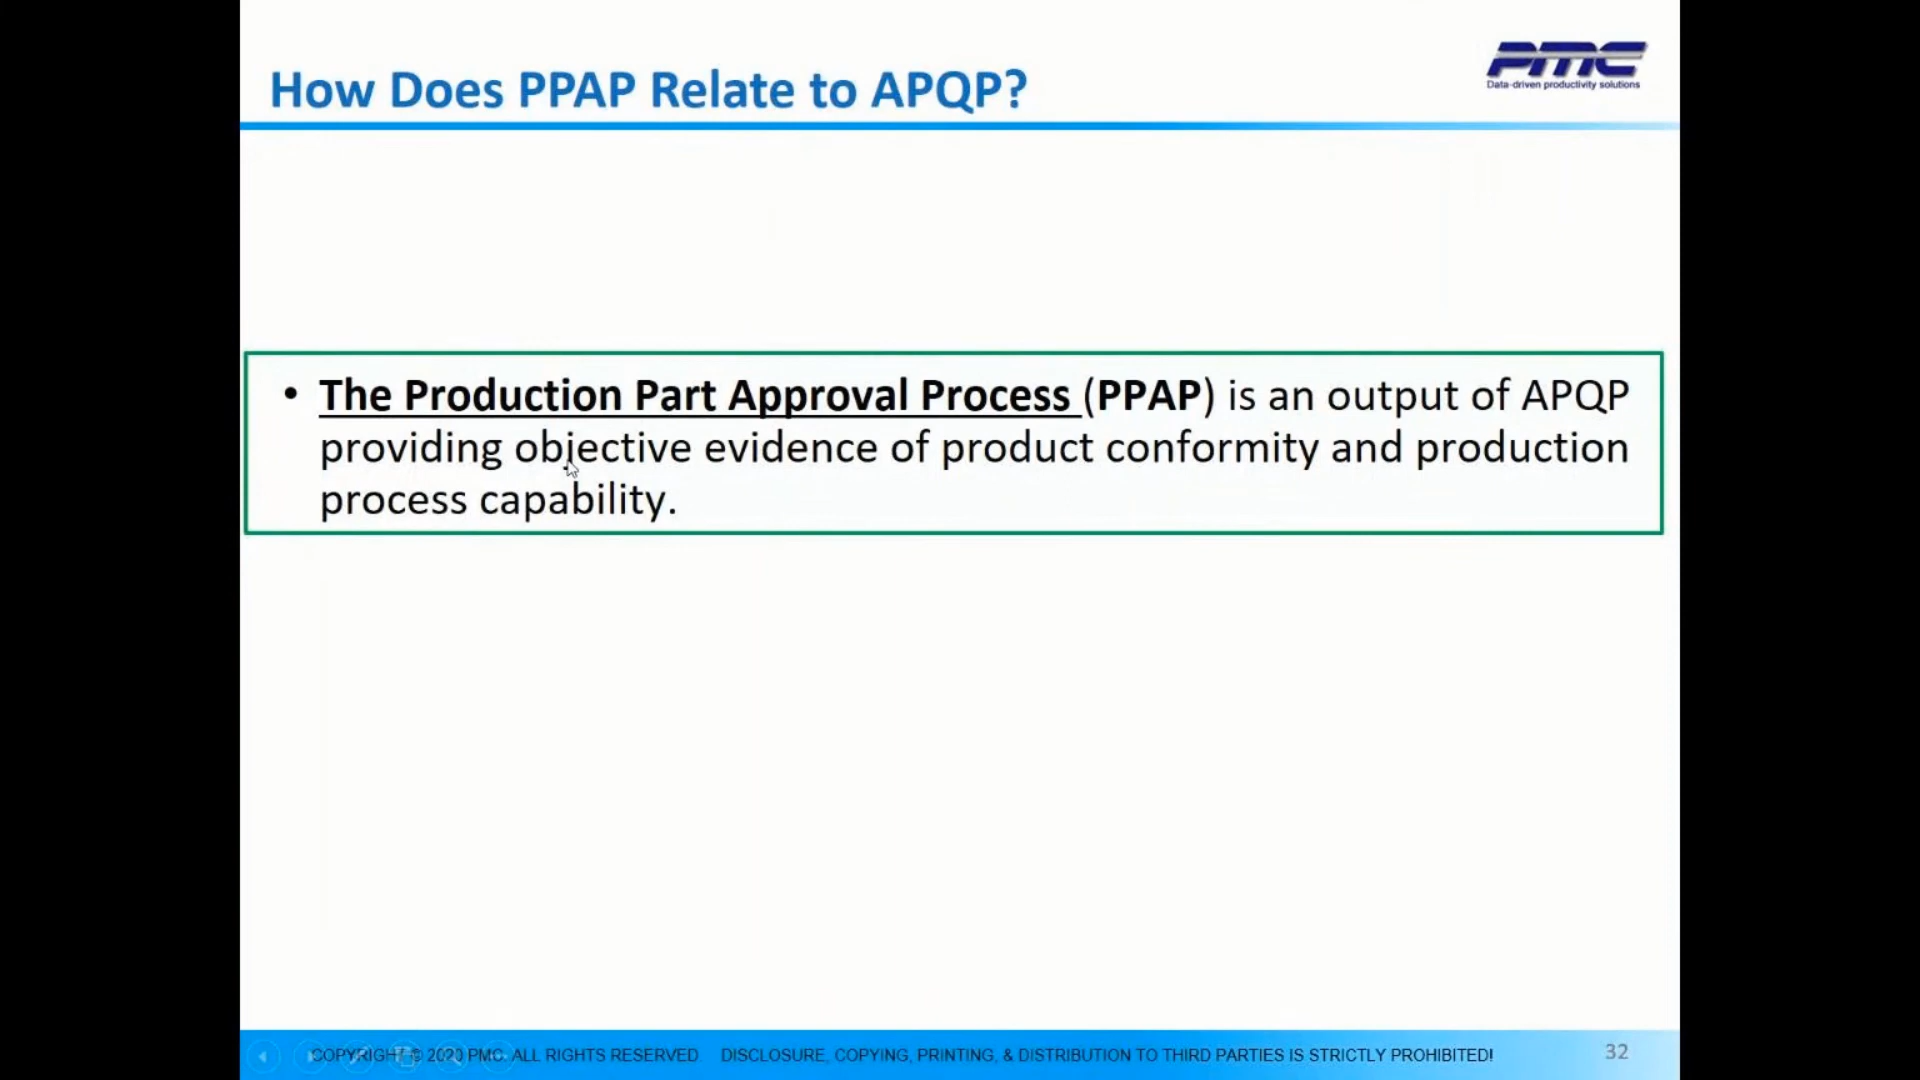 How Does PPAP Relate to APQP?
PMC
Data-driven productivity solutions
• The Production Part Approval Process (PPAP) is an output of APQP
providing objective evidence of product conformity and production
process capability.
COPYRIGHT © 2020 PMC. ALL RIGHTS RESERVED. DISCLOSURE, COPYING, PRINTING, & DISTRIBUTION TO THIRD PARTIES IS STRICTLY PROHIBITED!
32